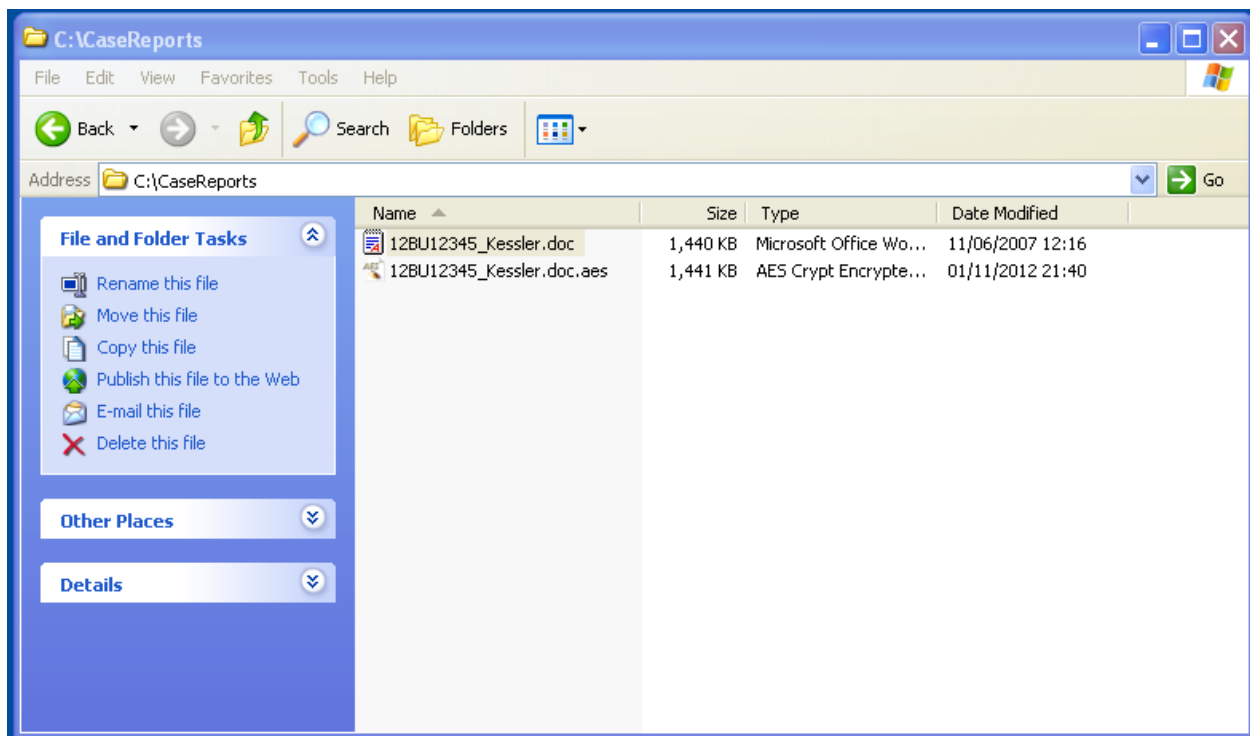 C:\CaseReports
File Edit View Favorites Tools Help
Back Search Folders
Address C:\CaseReports Go
Name Size Type Date Modified
File and Folder Tasks
12BU12345_Kessler.doc 1,440 KB Microsoft Office Wo... 11/06/2007 12:16
12BU12345_Kessler.doc.aes 1,441 KB AES Crypt Encrypte... 01/11/2012 21:40
Rename this file
Move this file
Copy this file
Publish this file to the Web
E-mail this file
Delete this file
Other Places
Details